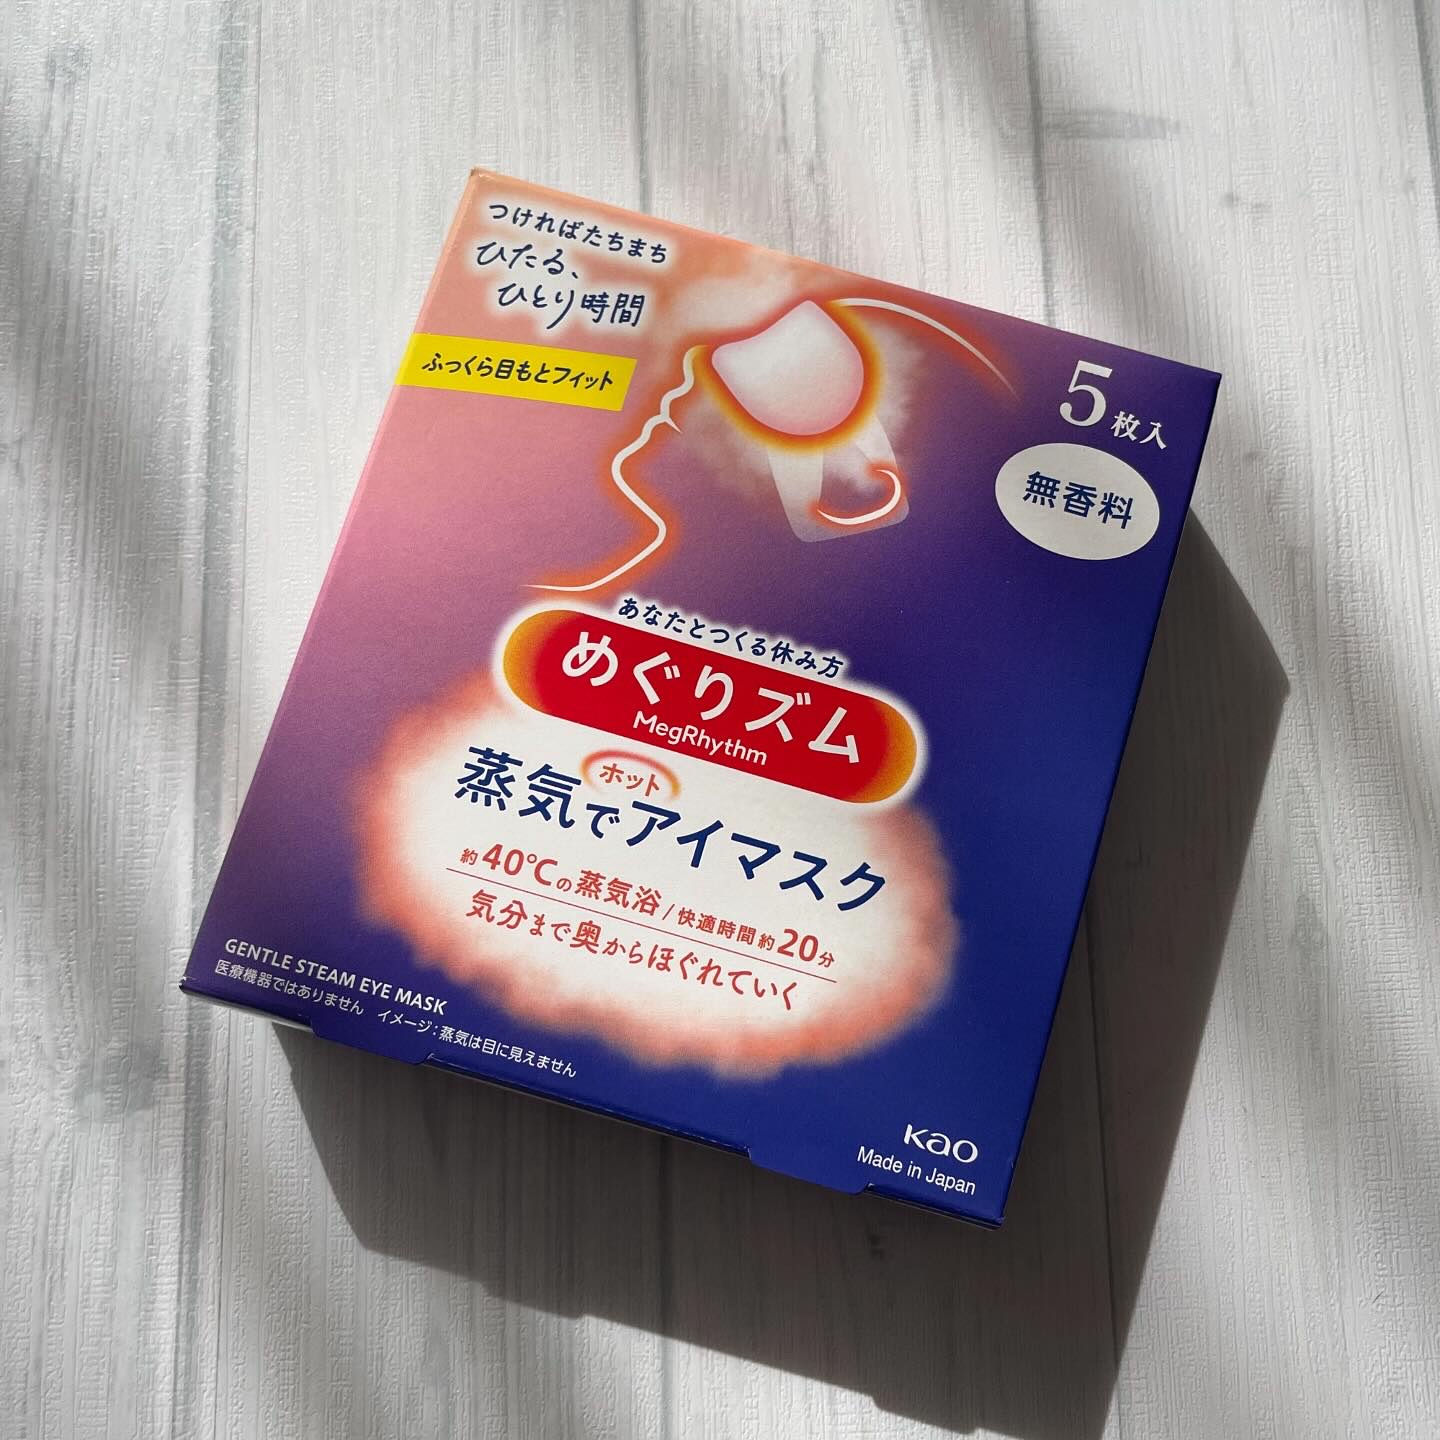 つければたちまち
ひたる、
ひとり時間
ふっくら目もとフィット
5枚入
無香料
あなたとつくる休み方
めぐりズム
MegRhythm
ホット
蒸気でアイマスク
約40℃の蒸気浴/快適時間約20分
気分まで奥からほぐれていく
GENTLE STEAM EYE MASK
医療機器ではありません イメージ:蒸気は目に見えません
Kao
Made in Japan